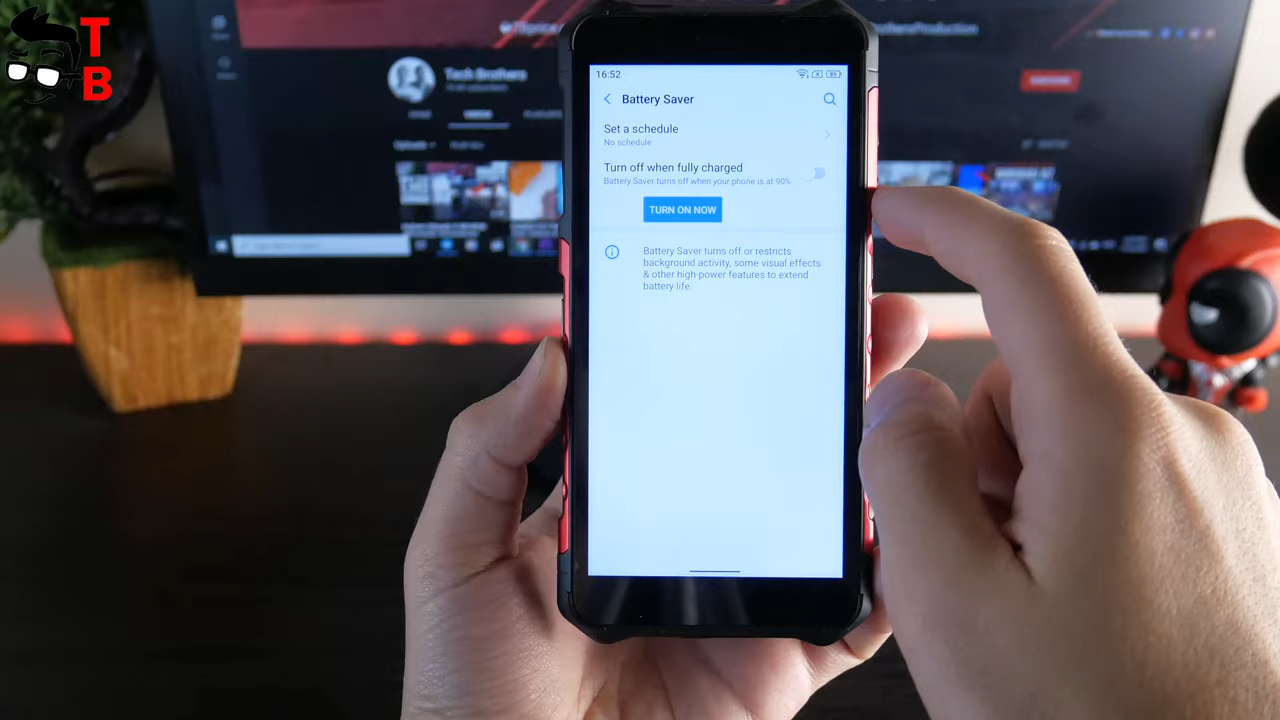 T
B
Tech Brothers
16:52
89
Battery Saver
Set a schedule
No schedule
Turn off when fully charged
Battery Saver turns off when your phone is at 90%
TURN ON NOW
Battery Saver turns off or restricts
background activity, some visual effects
& other high-power features to extend
battery life.